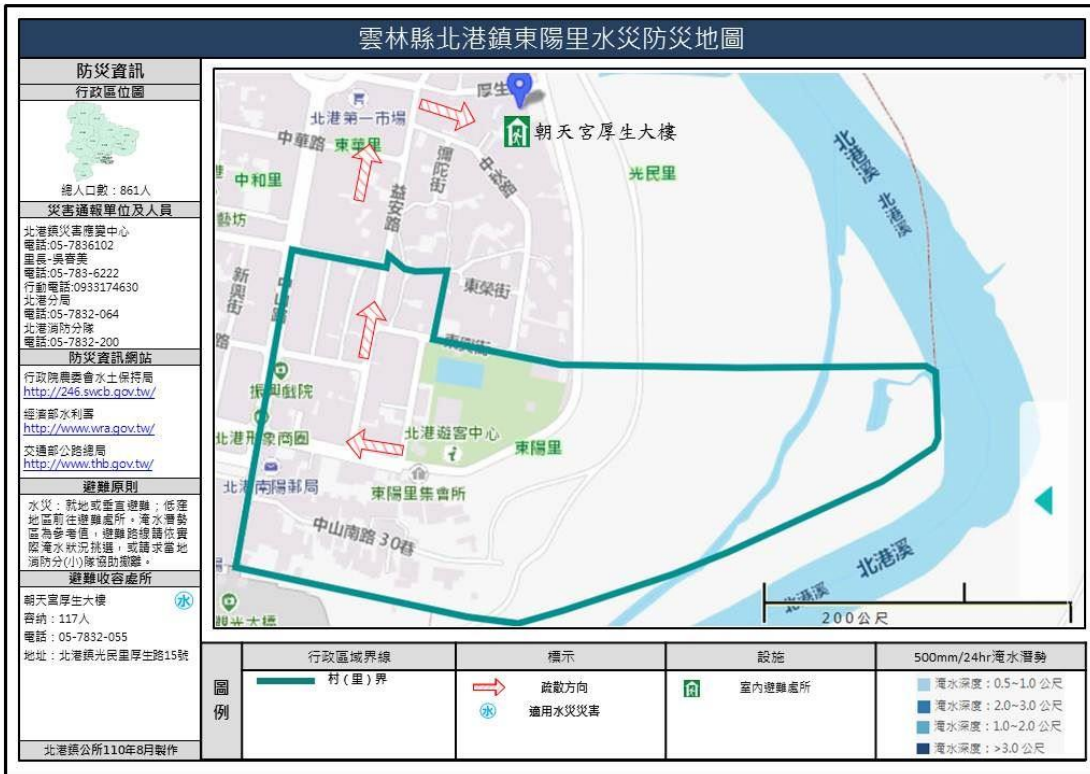 雲林縣北港鎮東陽里水災防災地圖
防災資訊
行政區位圖
總人口數：861人
災害通報單位及人員
北港鎮災害應變中心
電話:05-7836102
里長-吳春美
電話:05-783-6222
行動電話:0933174630
北港分局
電話:05-7832-064
北港消防分隊
電話:05-7832-200
防災資訊網站
行政院農委會水土保持局
http://246.swcb.gov.tw/
經濟部水利署
http://www.wra.gov.tw/
交通部公路總局
http://www.thb.gov.tw/
避難原則
水災：就地或垂直避難；低窪
地區前往避難處所。淹水潛勢
區為參考值，避難路線請依實
際淹水狀況挑選，或請求當地
消防分(小)隊協助撤離。
避難收容處所
朝天宮厚生大樓
水
容納：117人
電話：05-7832-055
地址：北港鎮光民里厚生路15號
北港鎮公所110年8月製作
厚生
北港第一市場
朝天宮厚生大樓
中華路
東華里
彌陀街
中秋路
中和里
益安路
光民里
北港溪
北港溪
藝坊
新興街
中山路
東榮街
東興街
振興戲院
北港形象商圈
北港遊客中心
東陽里
北港南陽郵局
東陽里集會所
中山南路30巷
北港溪
北港溪
觀光大橋
200公尺
圖例
行政區域界線
村(里)界
標示
疏散方向
水
適用水災災害
設施
室內避難處所
500mm/24hr淹水潛勢
淹水深度：0.5~1.0 公尺
淹水深度：2.0~3.0 公尺
淹水深度：1.0~2.0 公尺
淹水深度：>3.0 公尺